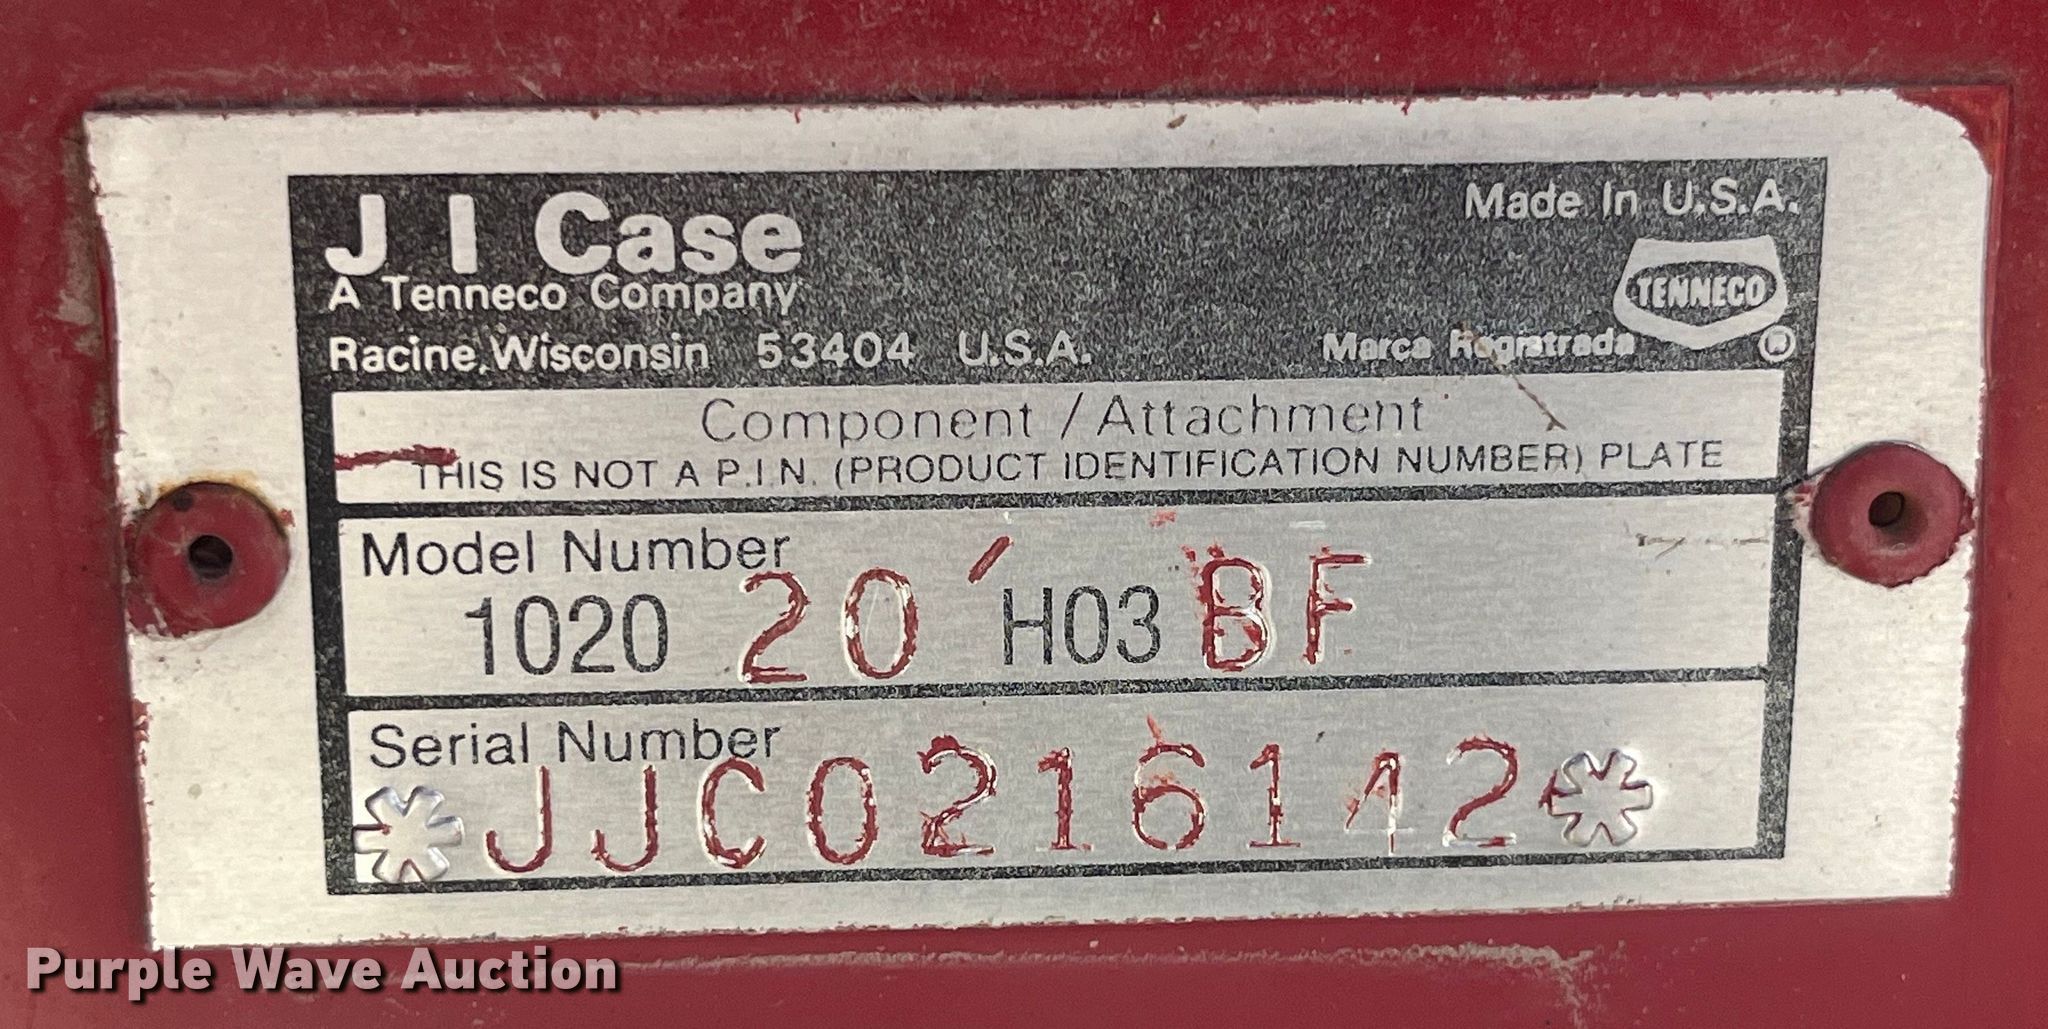 J I Case
A Tenneco Company
Racine, Wisconsin 53404 U.S.A.
Made In U.S.A.
TENNECO
Marca Registrada ®
Component / Attachment
THIS IS NOT A P.I.N. (PRODUCT IDENTIFICATION NUMBER) PLATE
Model Number
1020 20' H03 BF
Serial Number
*JJC0216142*
Purple Wave Auction